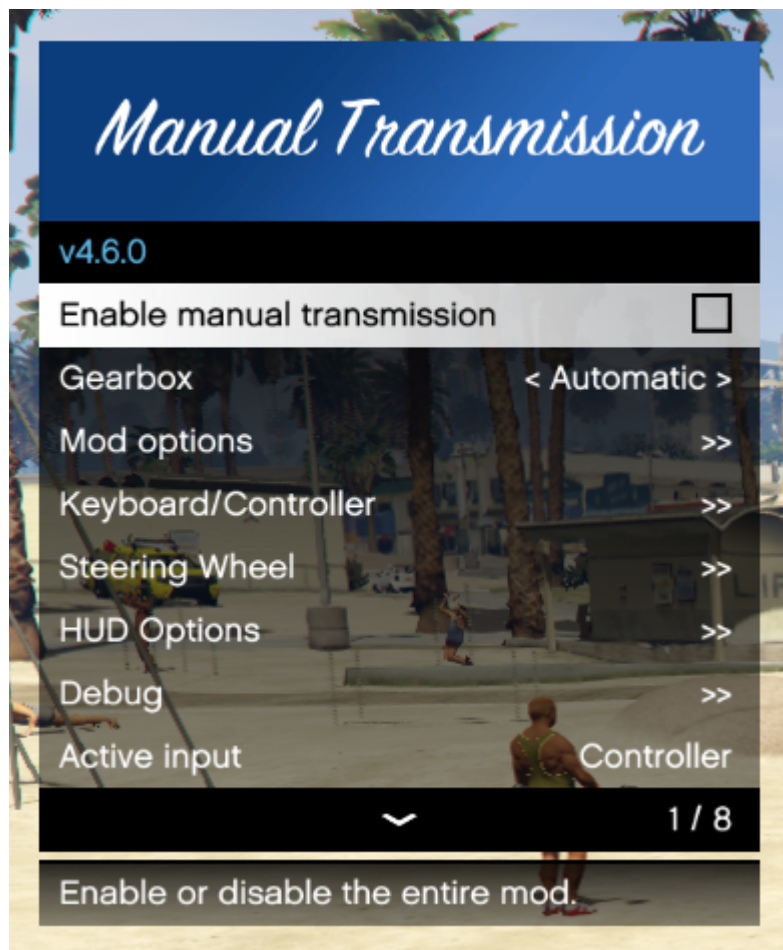 Manual Transmission
v4.6.0
Enable manual transmission
Gearbox < Automatic >
Mod options >>
Keyboard/Controller >>
Steering Wheel >>
HUD Options >>
Debug >>
Active input Controller
1 / 8
Enable or disable the entire mod.